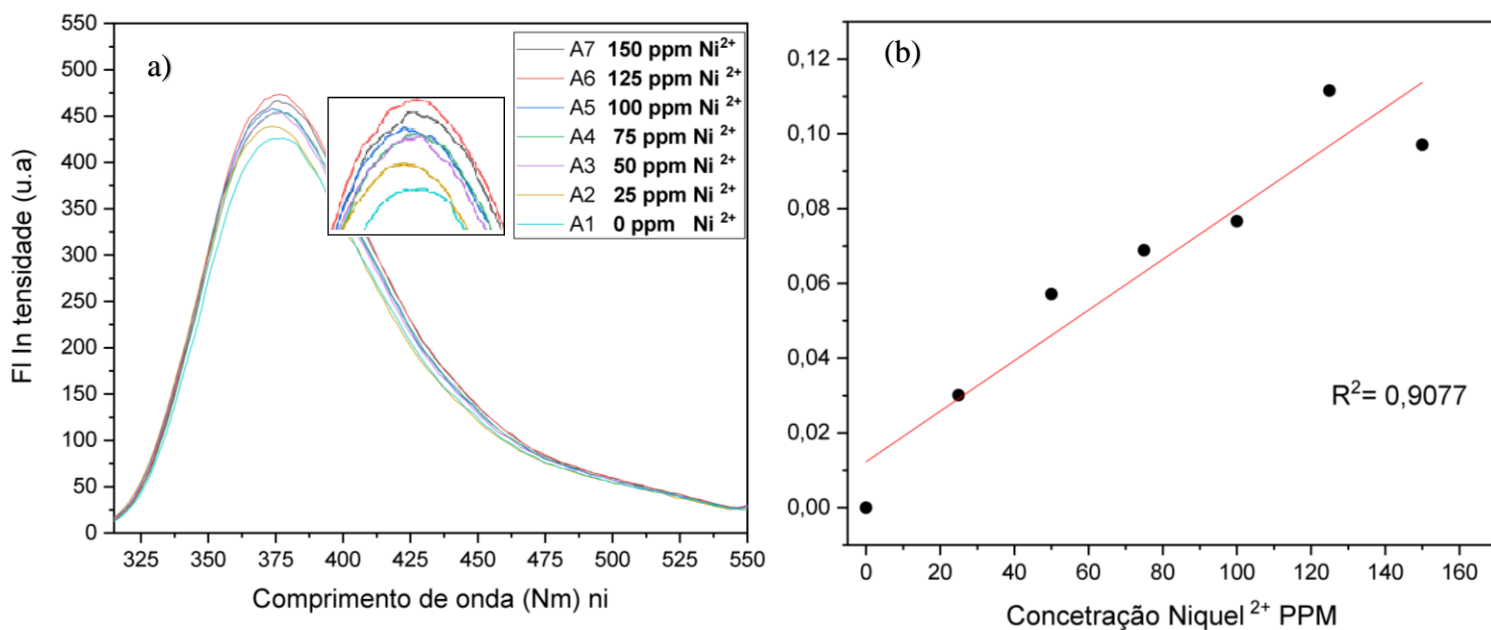 a)
550
500
450
400
350
300
250
200
150
100
50
0
Fl In tensidade (u.a)
325 350 375 400 425 450 475 500 525 550
Comprimento de onda (Nm) ni
A7 150 ppm Ni2+
A6 125 ppm Ni 2+
A5 100 ppm Ni 2+
A4 75 ppm Ni 2+
A3 50 ppm Ni 2+
A2 25 ppm Ni 2+
A1 0 ppm Ni 2+
(b)
0,12
0,10
0,08
0,06
0,04
0,02
0,00
R2= 0,9077
0 20 40 60 80 100 120 140 160
Concetração Niquel 2+ PPM